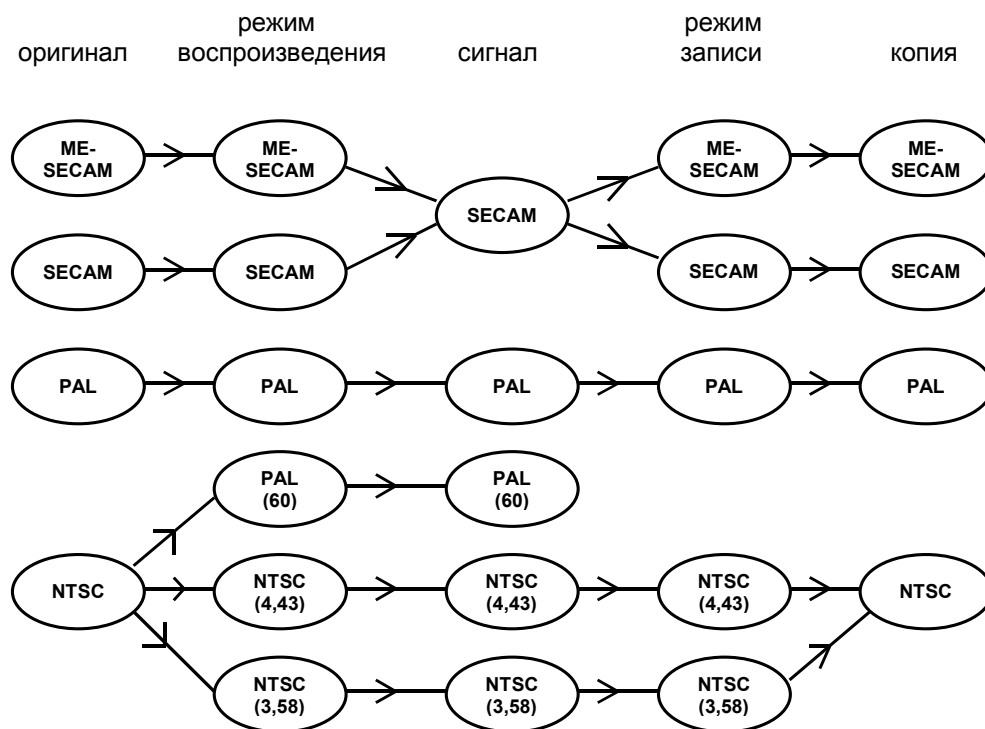 оригинал
режим
воспроизведения
сигнал
режим
записи
копия
ME-
SECAM
ME-
SECAM
SECAM
ME-
SECAM
ME-
SECAM
SECAM
SECAM
SECAM
SECAM
PAL
PAL
PAL
PAL
PAL
PAL
(60)
PAL
(60)
NTSC
NTSC
(4,43)
NTSC
(4,43)
NTSC
(4,43)
NTSC
NTSC
(3,58)
NTSC
(3,58)
NTSC
(3,58)